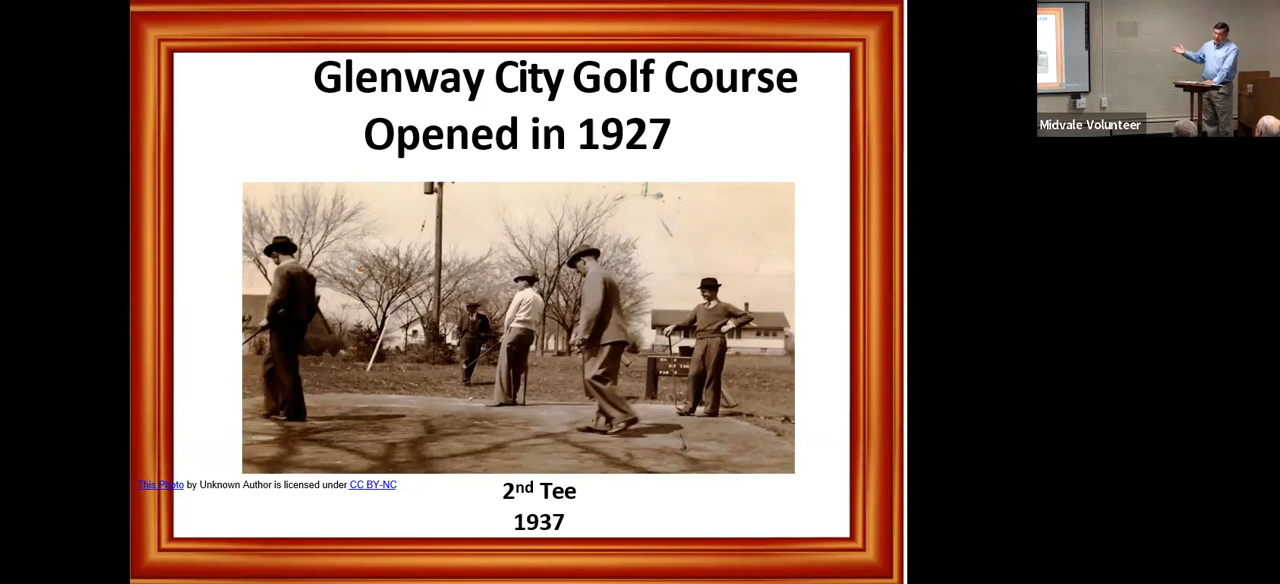 Glenway City Golf Course
Opened in 1927
This Photo by Unknown Author is licensed under CC BY-NC
2nd Tee
1937
Midvale Volunteer